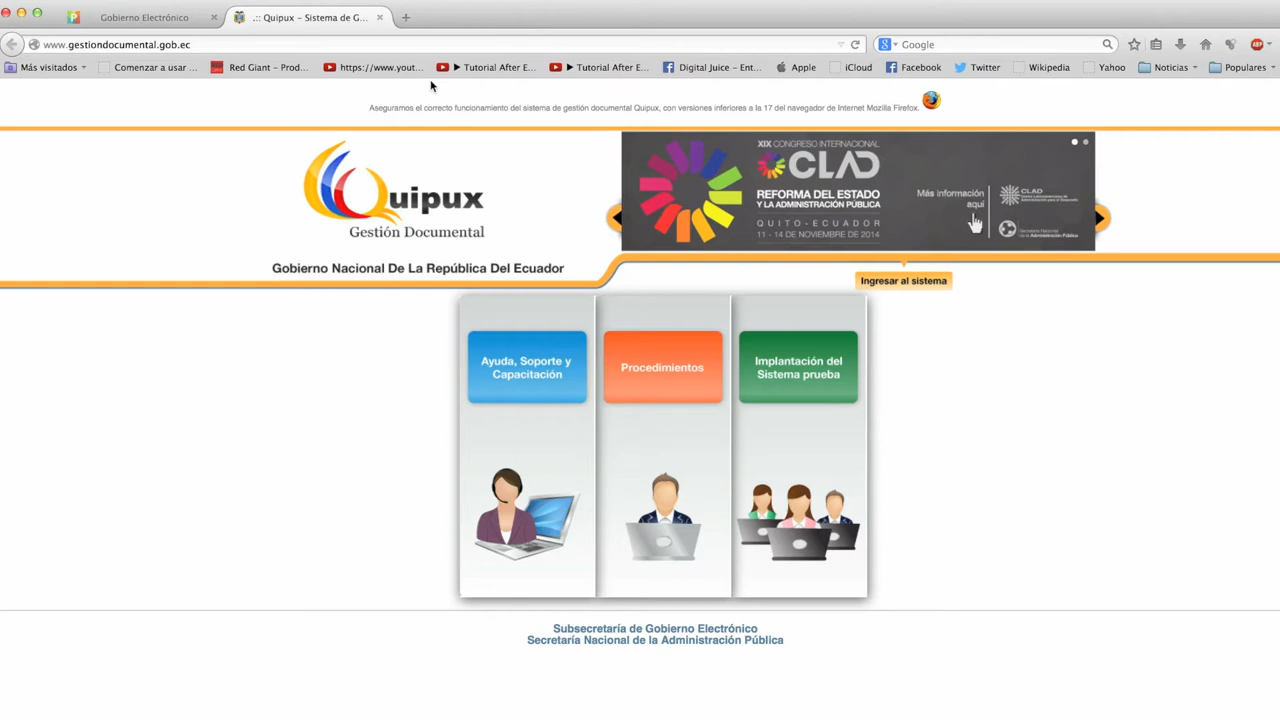 Gobierno Electrónico
.:: Quipux - Sistema de G...
www.gestiondocumental.gob.ec
Google
Más visitados
Comenzar a usar ...
Red Giant - Prod...
https://www.yout...
Tutorial After E...
Tutorial After E...
Digital Juice - Ent...
Apple
iCloud
Facebook
Twitter
Wikipedia
Yahoo
Noticias
Populares
Aseguramos el correcto funcionamiento del sistema de gestión documental Quipux, con versiones inferiores a la 17 del navegador de Internet Mozilla Firefox.
Quipux
Gestión Documental
Gobierno Nacional De La República Del Ecuador
XIX CONGRESO INTERNACIONAL
CLAD
REFORMA DEL ESTADO
Y LA ADMINISTRACIÓN PÚBLICA
QUITO-ECUADOR
11 - 14 DE NOVIEMBRE DE 2014
Más información
aquí
CLAD
Ingresar al sistema
Ayuda, Soporte y
Capacitación
Procedimientos
Implantación del
Sistema prueba
Subsecretaría de Gobierno Electrónico
Secretaría Nacional de la Administración Pública